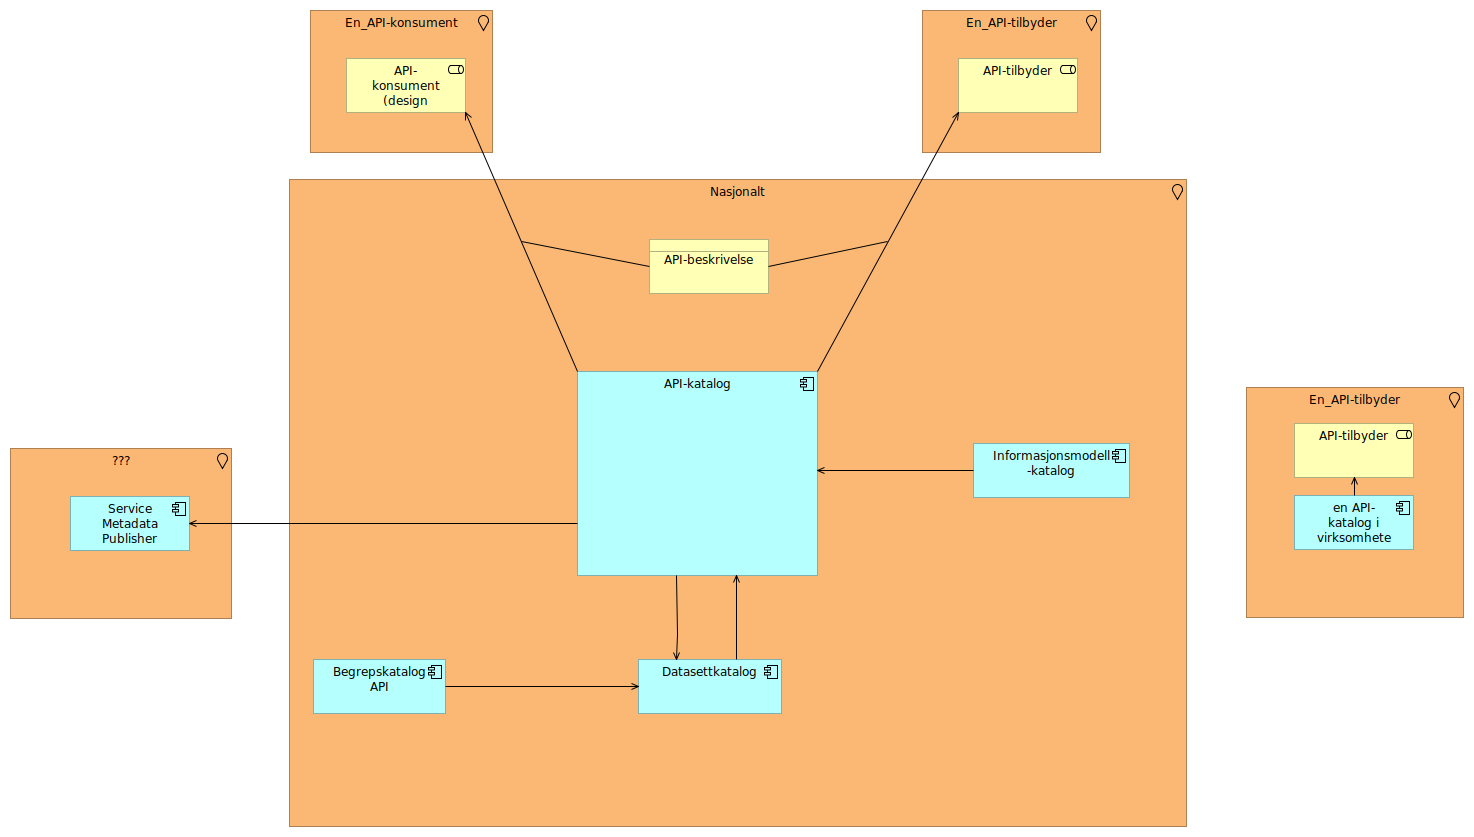 En_API-konsument
API-
konsument
(design
En_API-tilbyder
API-tilbyder
Nasjonalt
API-beskrivelse
API-katalog
Informasjonsmodell
-katalog
En_API-tilbyder
API-tilbyder
en API-
katalog i
virksomhete
???
Service
Metadata
Publisher
Begrepskatalog
API
Datasettkatalog